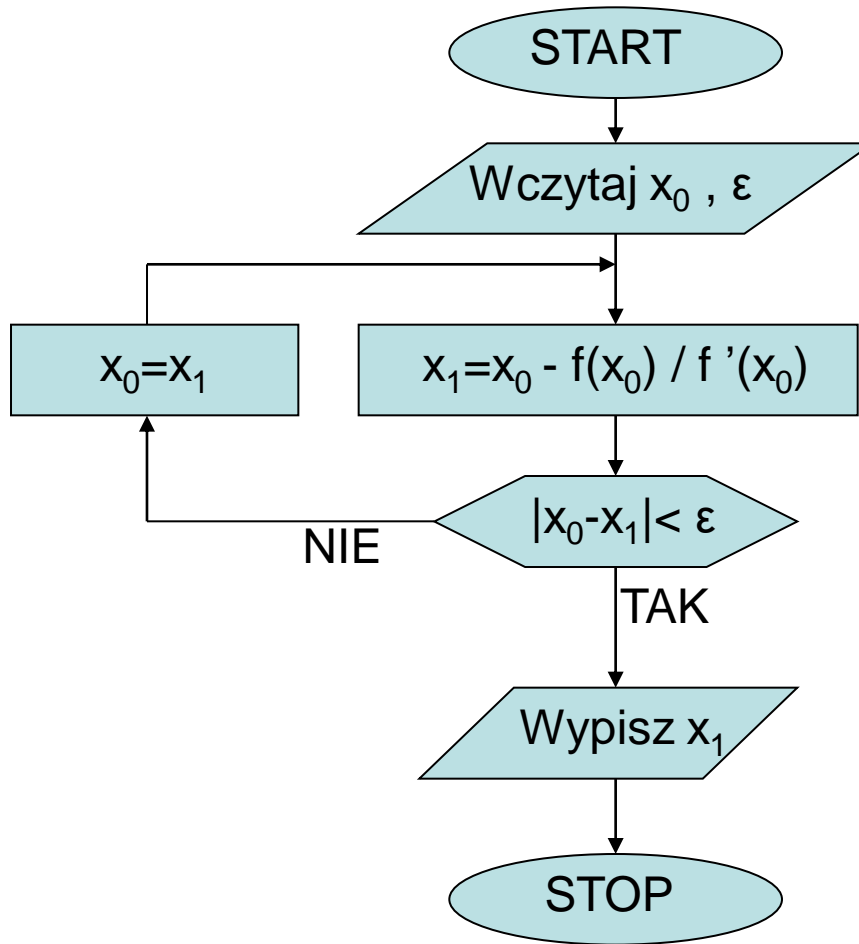 START
Wczytaj x₀ , ε
x₀=x₁
x₁=x₀ - f(x₀) / f ’(x₀)
|x₀-x₁|< ε
NIE
TAK
Wypisz x₁
STOP